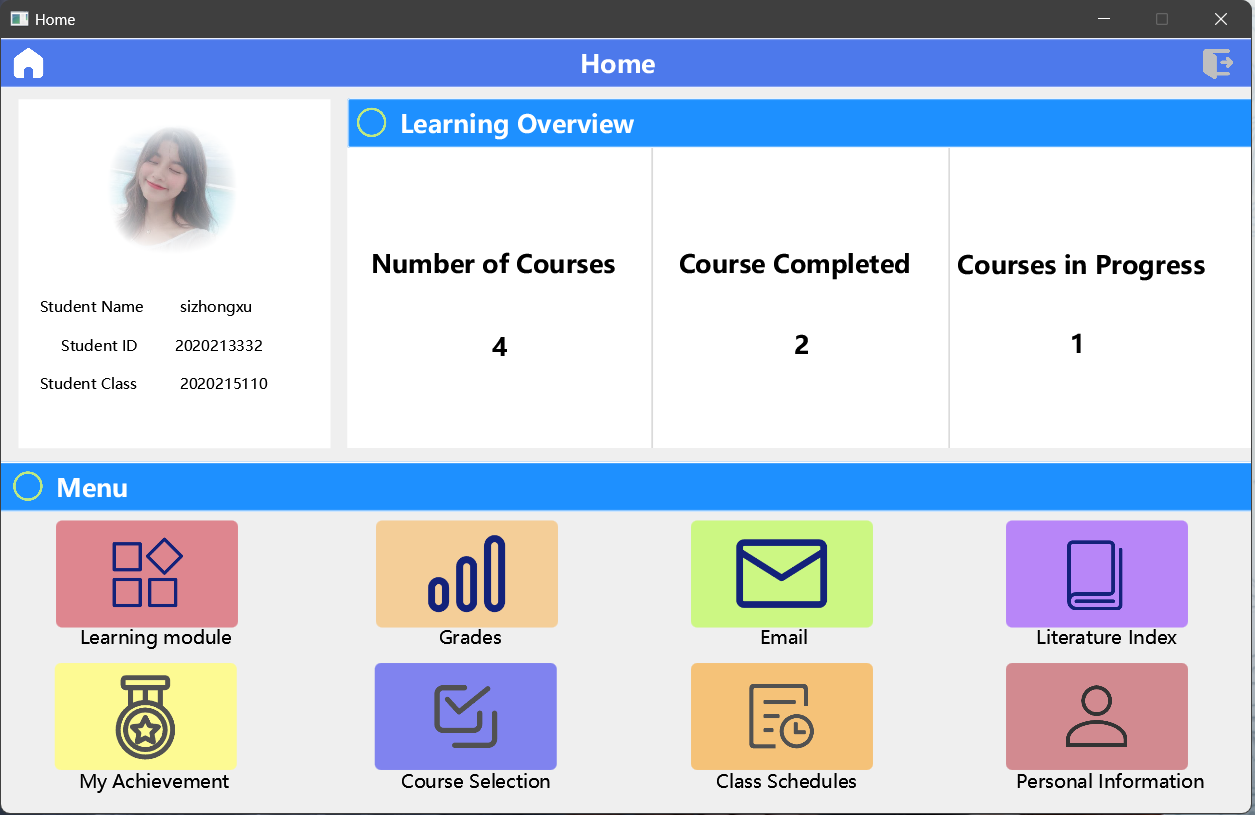 Home
Home
Learning Overview
Number of Courses Course Completed Courses in Progress
4 2 1
Student Name sizhongxu
Student ID 2020213332
Student Class 2020215110
Menu
Learning module Grades Email Literature Index
My Achievement Course Selection Class Schedules Personal Information